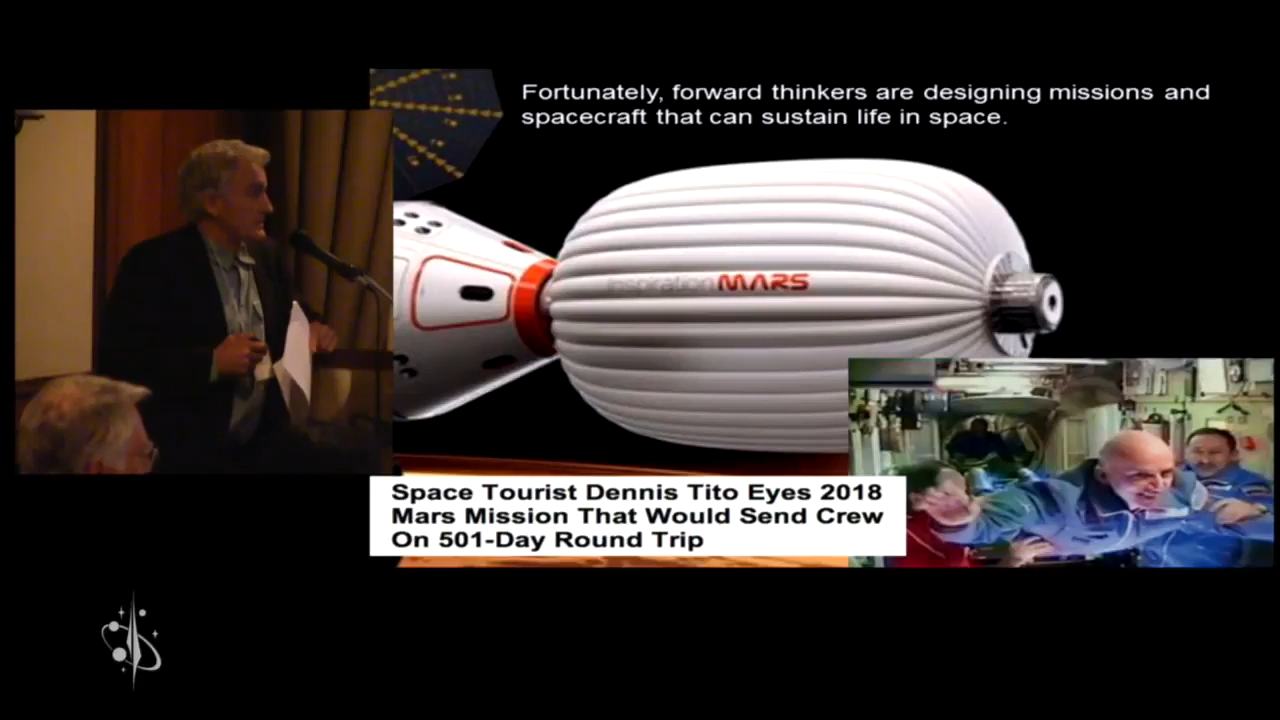 Fortunately, forward thinkers are designing missions and
spacecraft that can sustain life in space.
inspiration MARS
Space Tourist Dennis Tito Eyes 2018
Mars Mission That Would Send Crew
On 501-Day Round Trip